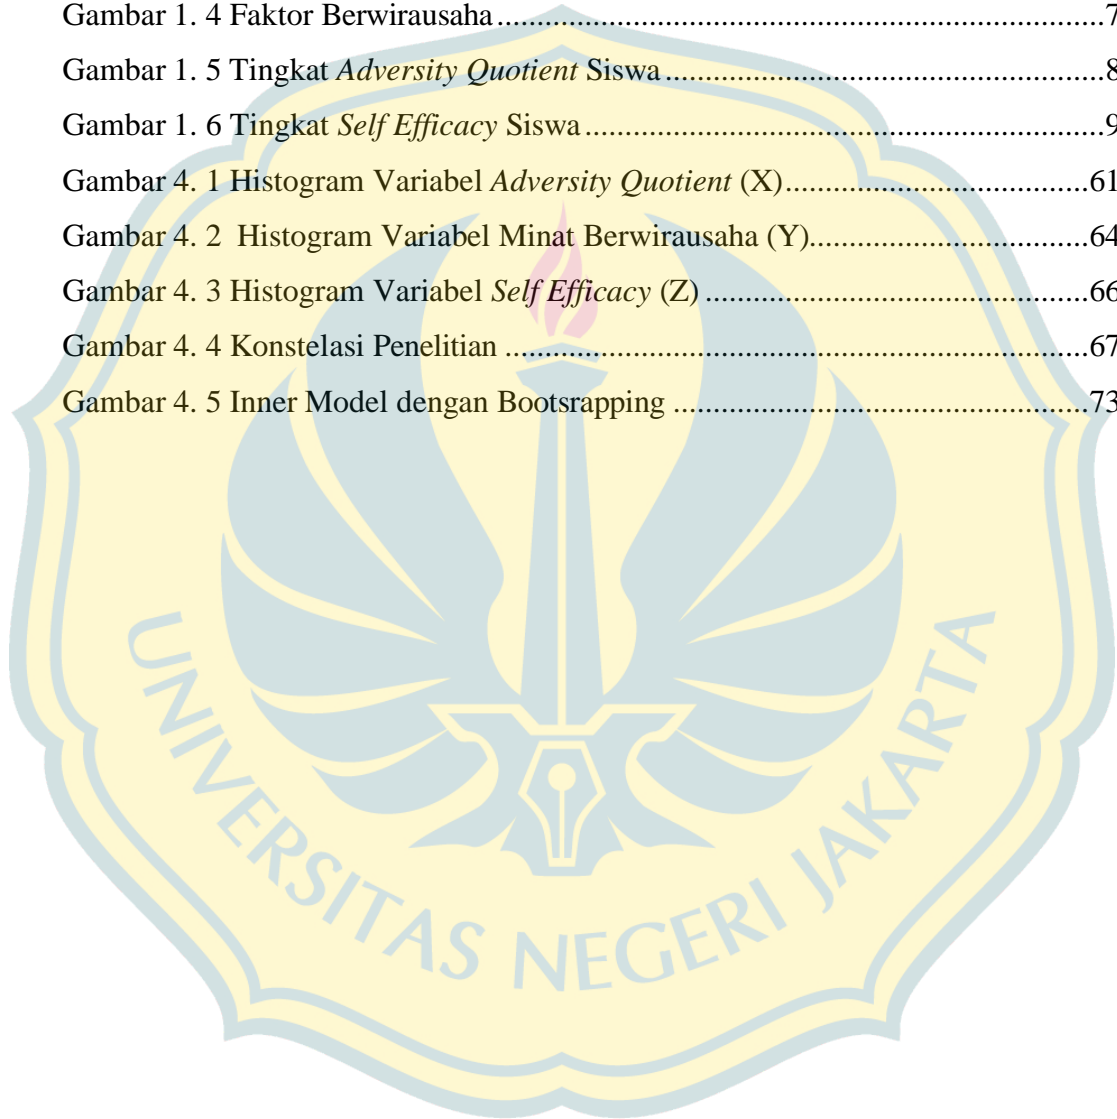 Gambar 1. 4 Faktor Berwirausaha....................7
Gambar 1. 5 Tingkat Adversity Quotient Siswa....................8
Gambar 1. 6 Tingkat Self Efficacy Siswa....................9
Gambar 4. 1 Histogram Variabel Adversity Quotient (X)....................61
Gambar 4. 2  Histogram Variabel Minat Berwirausaha (Y)....................64
Gambar 4. 3 Histogram Variabel Self Efficacy (Z)....................66
Gambar 4. 4 Konstelasi Penelitian....................67
Gambar 4. 5 Inner Model dengan Bootsrapping....................73
UNIVERSITAS NEGERI JAKARTA